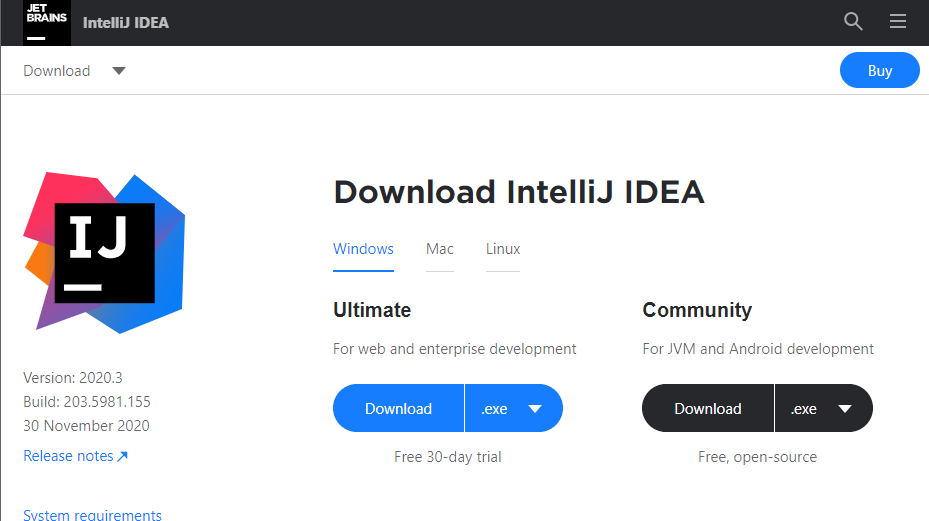 JET
BRAINS
IntelliJ IDEA
Download
Buy
IJ
Download IntelliJ IDEA
Windows Mac Linux
Ultimate
Community
For web and enterprise development
For JVM and Android development
Download .exe
Download .exe
Free 30-day trial
Free, open-source
Version: 2020.3
Build: 203.5981.155
30 November 2020
Release notes
System requirements